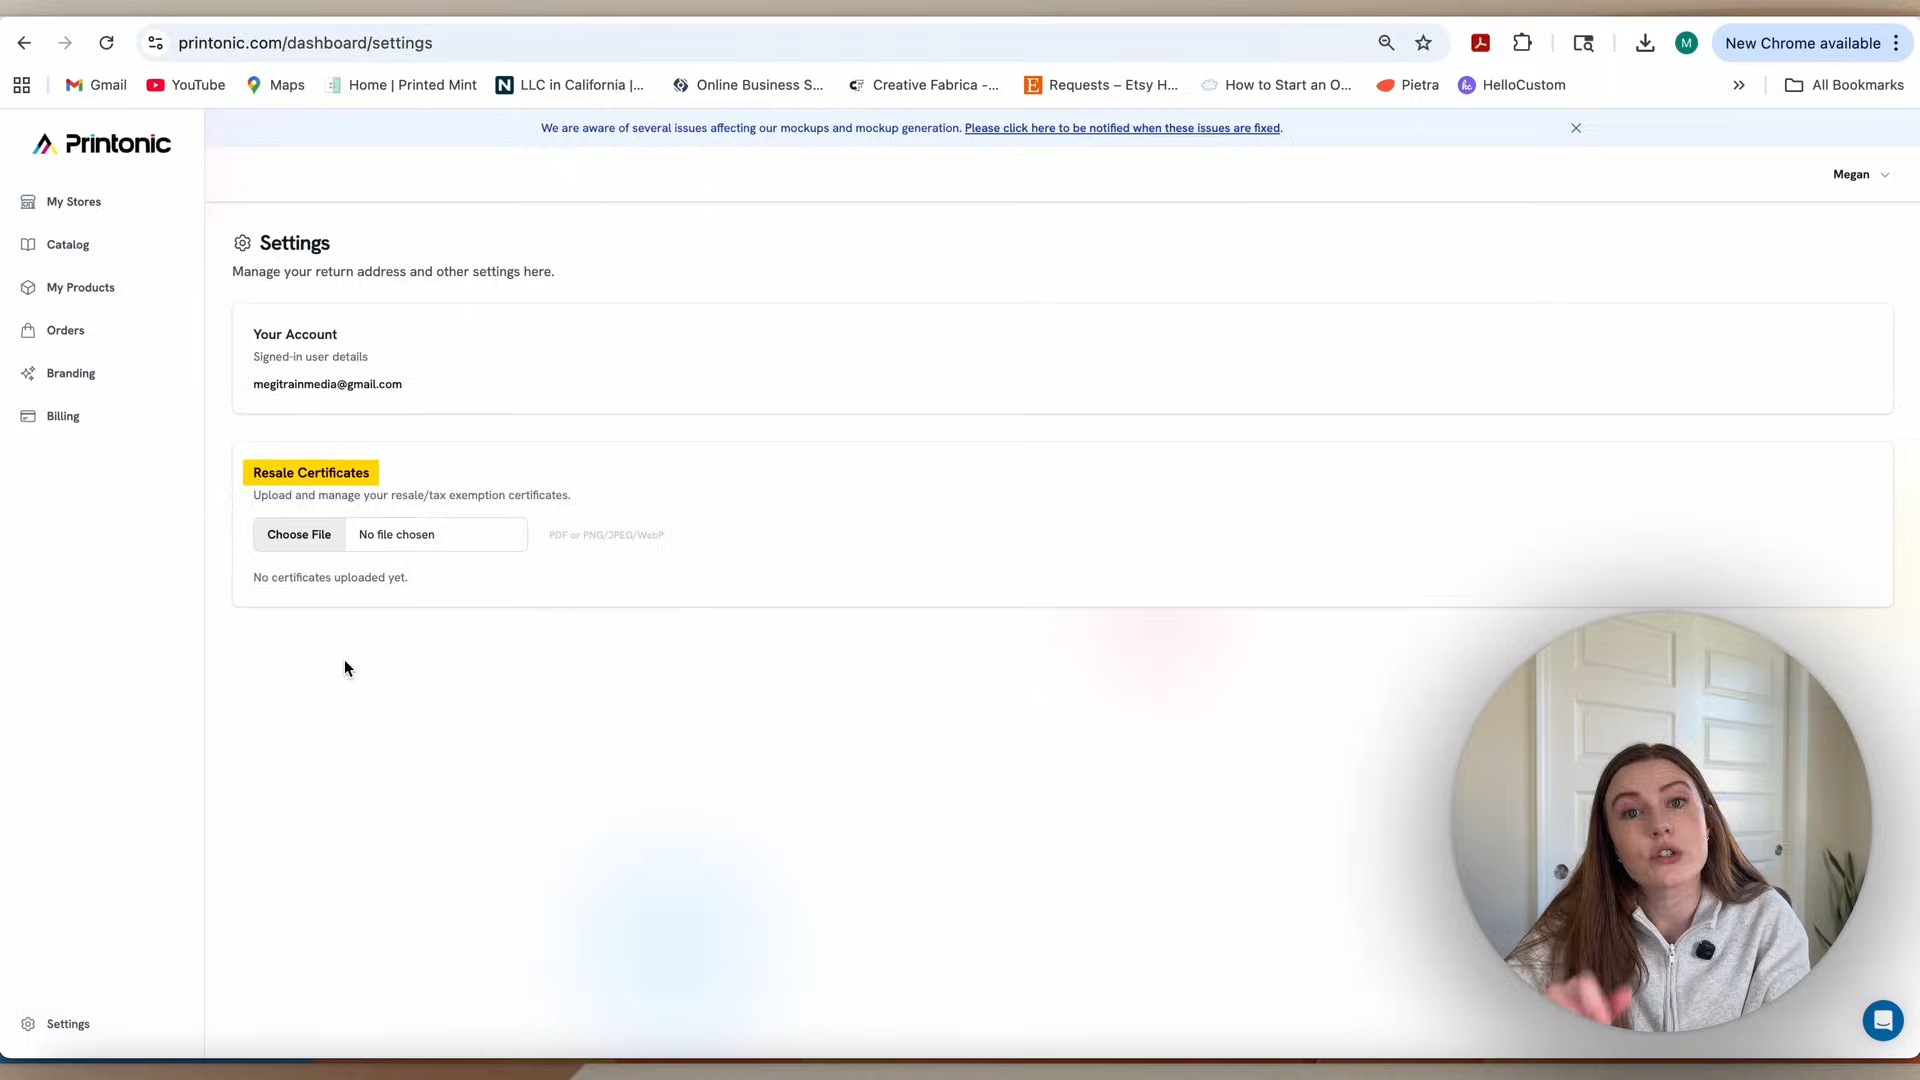 printonic.com/dashboard/settings
M
New Chrome available
Gmail
YouTube
Maps
Home | Printed Mint
LLC in California |...
Online Business S...
Creative Fabrica -...
Requests – Etsy H...
How to Start an O...
Pietra
HelloCustom
All Bookmarks
Printonic
We are aware of several issues affecting our mockups and mockup generation. Please click here to be notified when these issues are fixed.
Megan
My Stores
Catalog
My Products
Orders
Branding
Billing
Settings
Settings
Manage your return address and other settings here.
Your Account
Signed-in user details
megitrainmedia@gmail.com
Resale Certificates
Upload and manage your resale/tax exemption certificates.
Choose File
No file chosen
PDF or PNG/JPEG/WebP
No certificates uploaded yet.